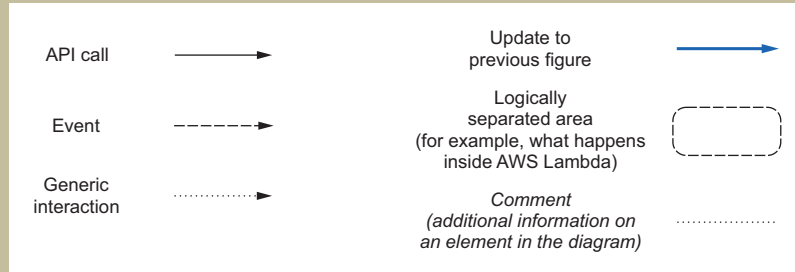 API call
Event
Generic
interaction
Update to
previous figure
Logically
separated area
(for example, what happens
inside AWS Lambda)
Comment
(additional information on
an element in the diagram)